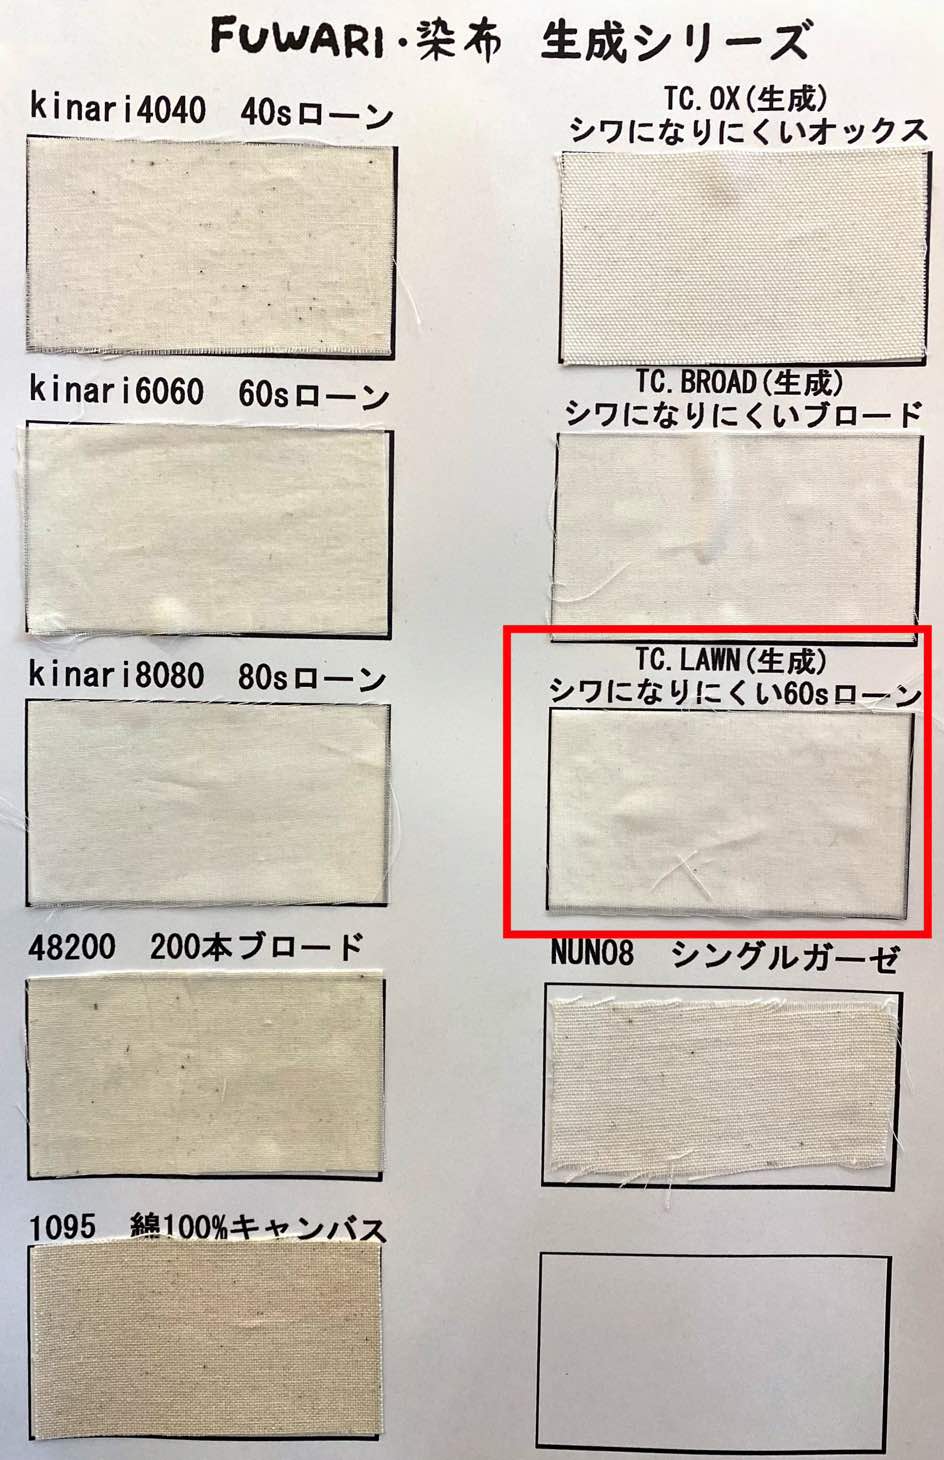 FUWARI・染布 生成シリーズ
kinari4040 40sローン
kinari6060 60sローン
kinari8080 80sローン
48200 200本ブロード
1095 綿100%キャンバス
TC.OX(生成)
シワになりにくいオックス
TC.BROAD(生成)
シワになりにくいブロード
TC.LAWN(生成)
シワになりにくい60sローン
NUNO8 シングルガーゼ